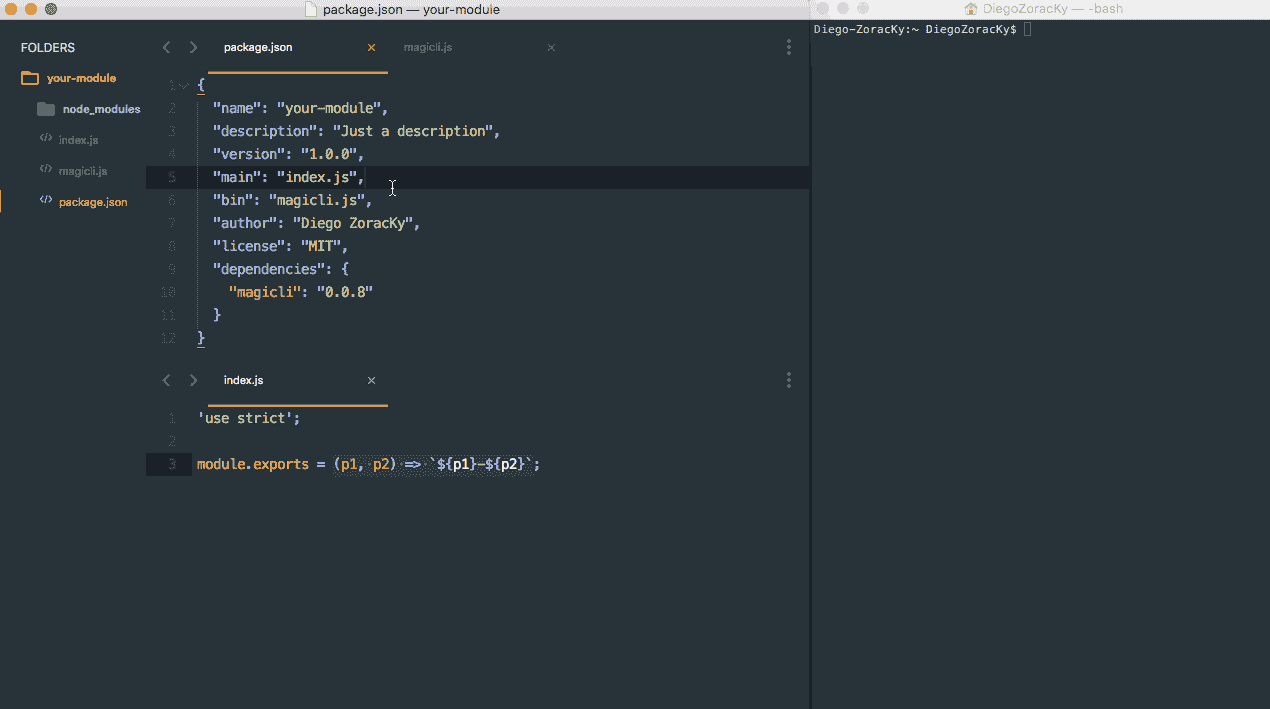 package.json — your-module
FOLDERS
your-module
node_modules
index.js
magicli.js
package.json
package.json
magicli.js
1 {
2 "name": "your-module",
3 "description": "Just a description",
4 "version": "1.0.0",
5 "main": "index.js",
6 "bin": "magicli.js",
7 "author": "Diego ZoracKy",
8 "license": "MIT",
9 "dependencies": {
10 "magicli": "0.0.8"
11 }
12 }
index.js
1 'use strict';
2
3 module.exports = (p1, p2) => `${p1}-${p2}`;
DiegoZoracKy — -bash
Diego-ZoracKy:~ DiegoZoracKy$